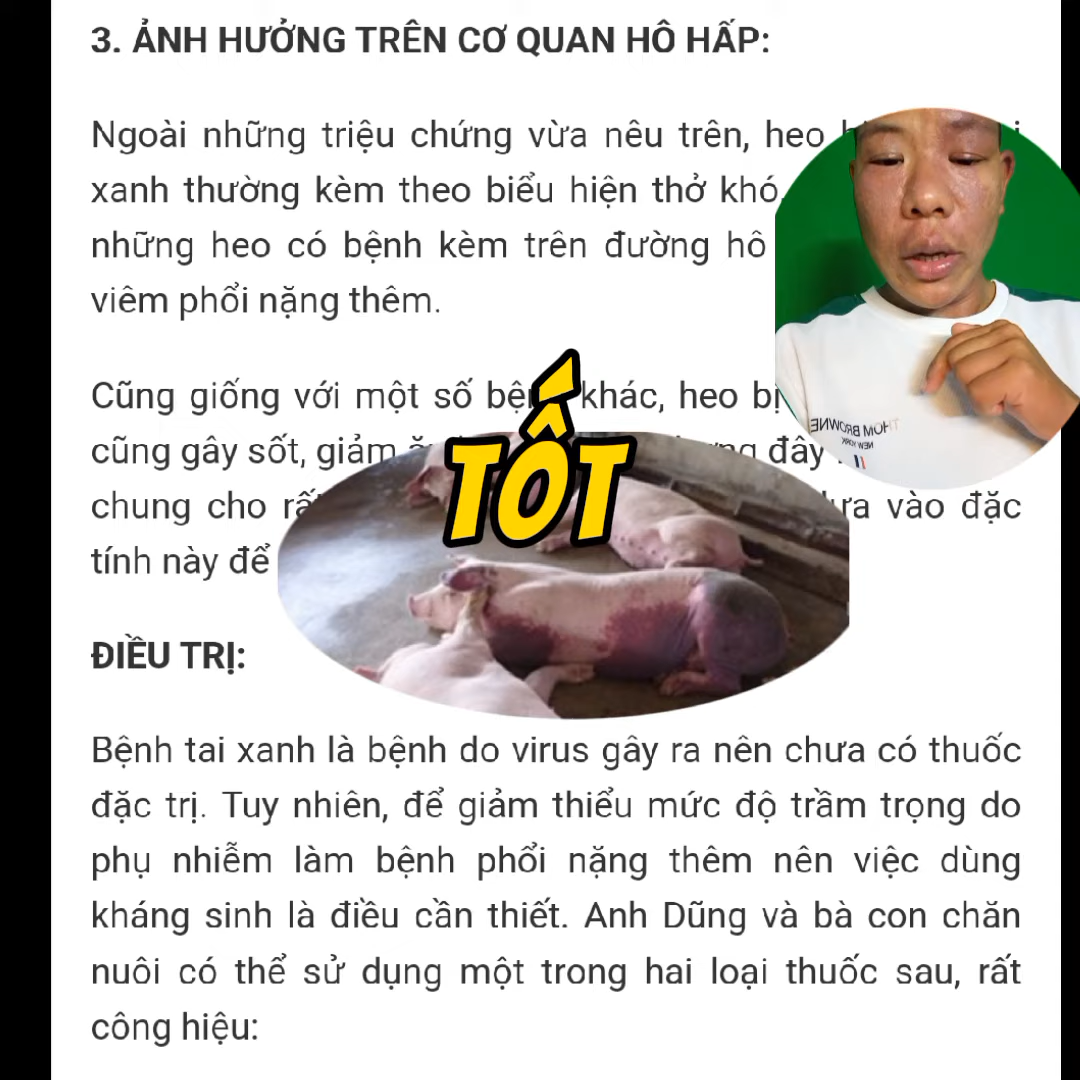 3. ẢNH HƯỞNG TRÊN CƠ QUAN HÔ HẤP:
Ngoài những triệu chứng vừa nêu trên, heo
xanh thường kèm theo biểu hiện thở khó
những heo có bệnh kèm trên đường hô
viêm phổi nặng thêm.
Cũng giống với một số khác, heo bị
cũng gây sốt, giảm đây
chung cho vào đặc
tính này để
TỐT
THOM BROWNE
NEW YORK
ĐIỀU TRỊ:
Bệnh tai xanh là bệnh do virus gây ra nên chưa có thuốc
đặc trị. Tuy nhiên, để giảm thiểu mức độ trầm trọng do
phụ nhiễm làm bệnh phổi nặng thêm nên việc dùng
kháng sinh là điều cần thiết. Anh Dũng và bà con chăn
nuôi có thể sử dụng một trong hai loại thuốc sau, rất
công hiệu: